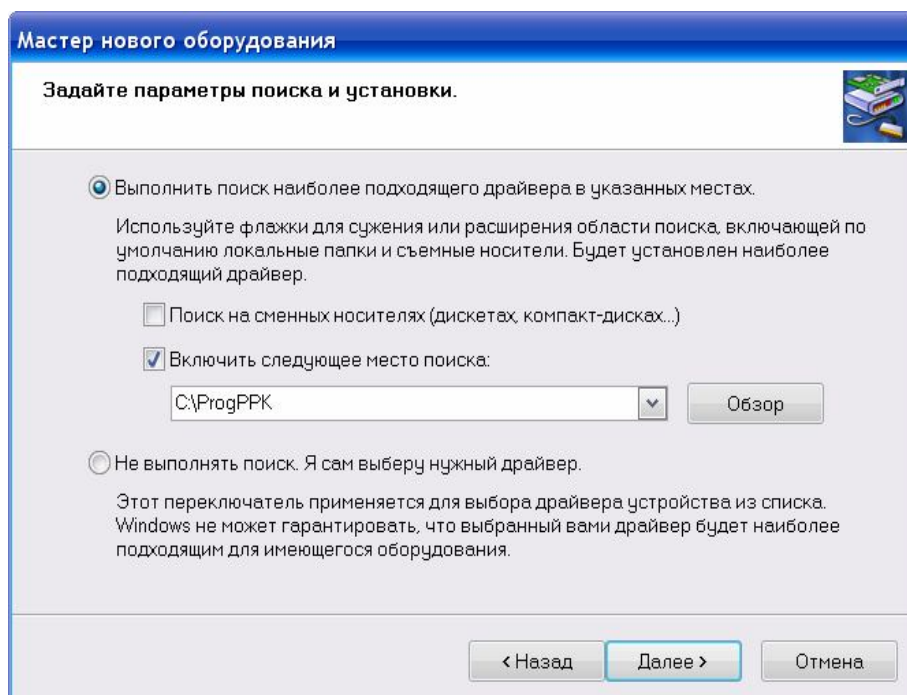 Мастер нового оборудования
Задайте параметры поиска и установки.
Выполнить поиск наиболее подходящего драйвера в указанных местах.
Используйте флажки для сужения или расширения области поиска, включающей по
умолчанию локальные папки и съемные носители. Будет установлен наиболее
подходящий драйвер.
Поиск на сменных носителях (дискетах, компакт-дисках...)
Включить следующее место поиска:
C:\ProgPPK
Обзор
Не выполнять поиск. Я сам выберу нужный драйвер.
Этот переключатель применяется для выбора драйвера устройства из списка.
Windows не может гарантировать, что выбранный вами драйвер будет наиболее
подходящим для имеющегося оборудования.
< Назад Далее > Отмена